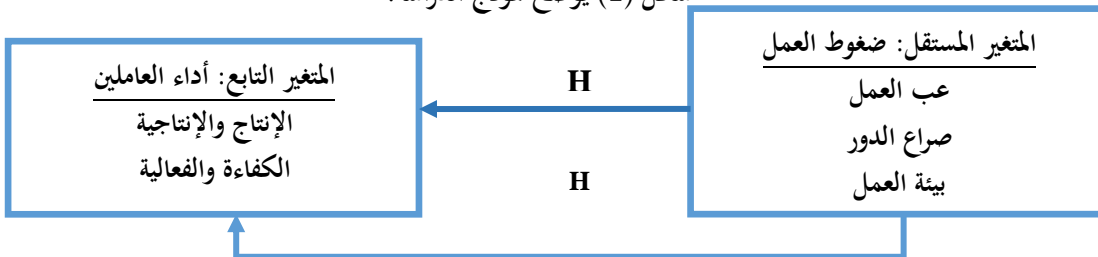 المتغير المستقل: ضغوط العمل
عب العمل
صراع الدور
بيئة العمل
H
H
المتغير التابع: أداء العاملين
الإنتاج والإنتاجية
الكفاءة والفعالية